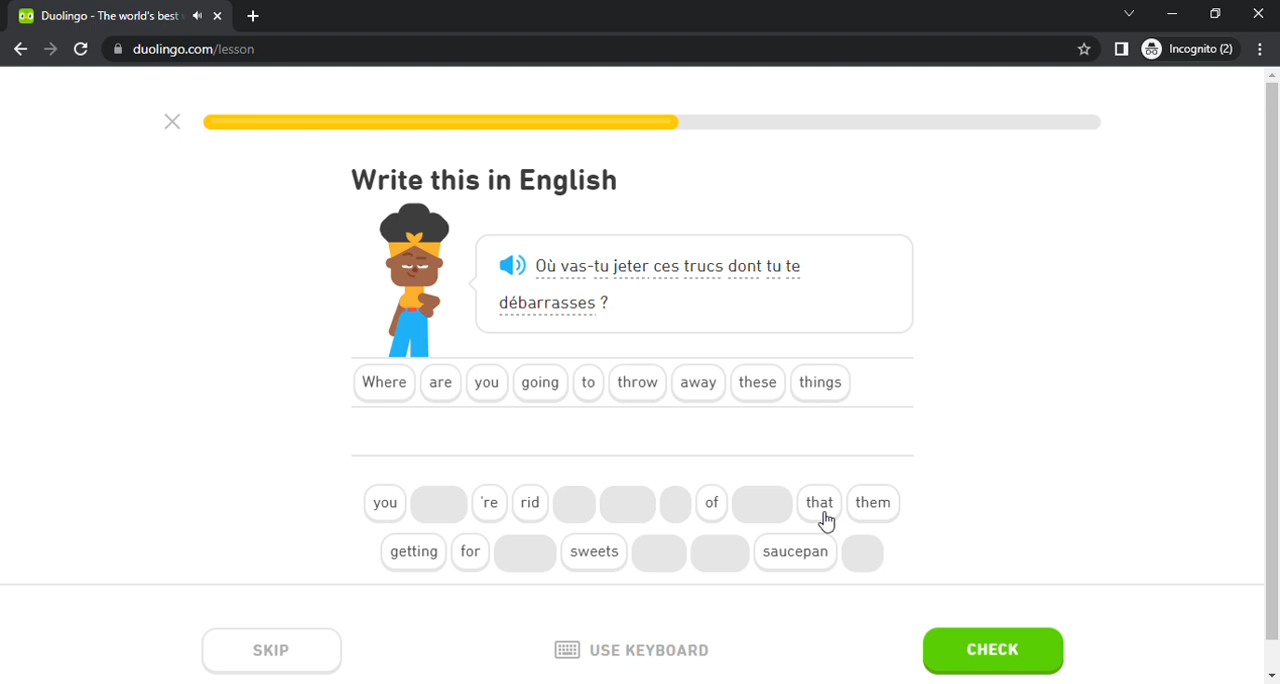 Duolingo - The world's best
duolingo.com/lesson
Incognito (2)
Write this in English
Où vas-tu jeter ces trucs dont tu te
débarrasses ?
Where are you going to throw away these things
you 're rid of that them
getting for sweets saucepan
SKIP USE KEYBOARD CHECK